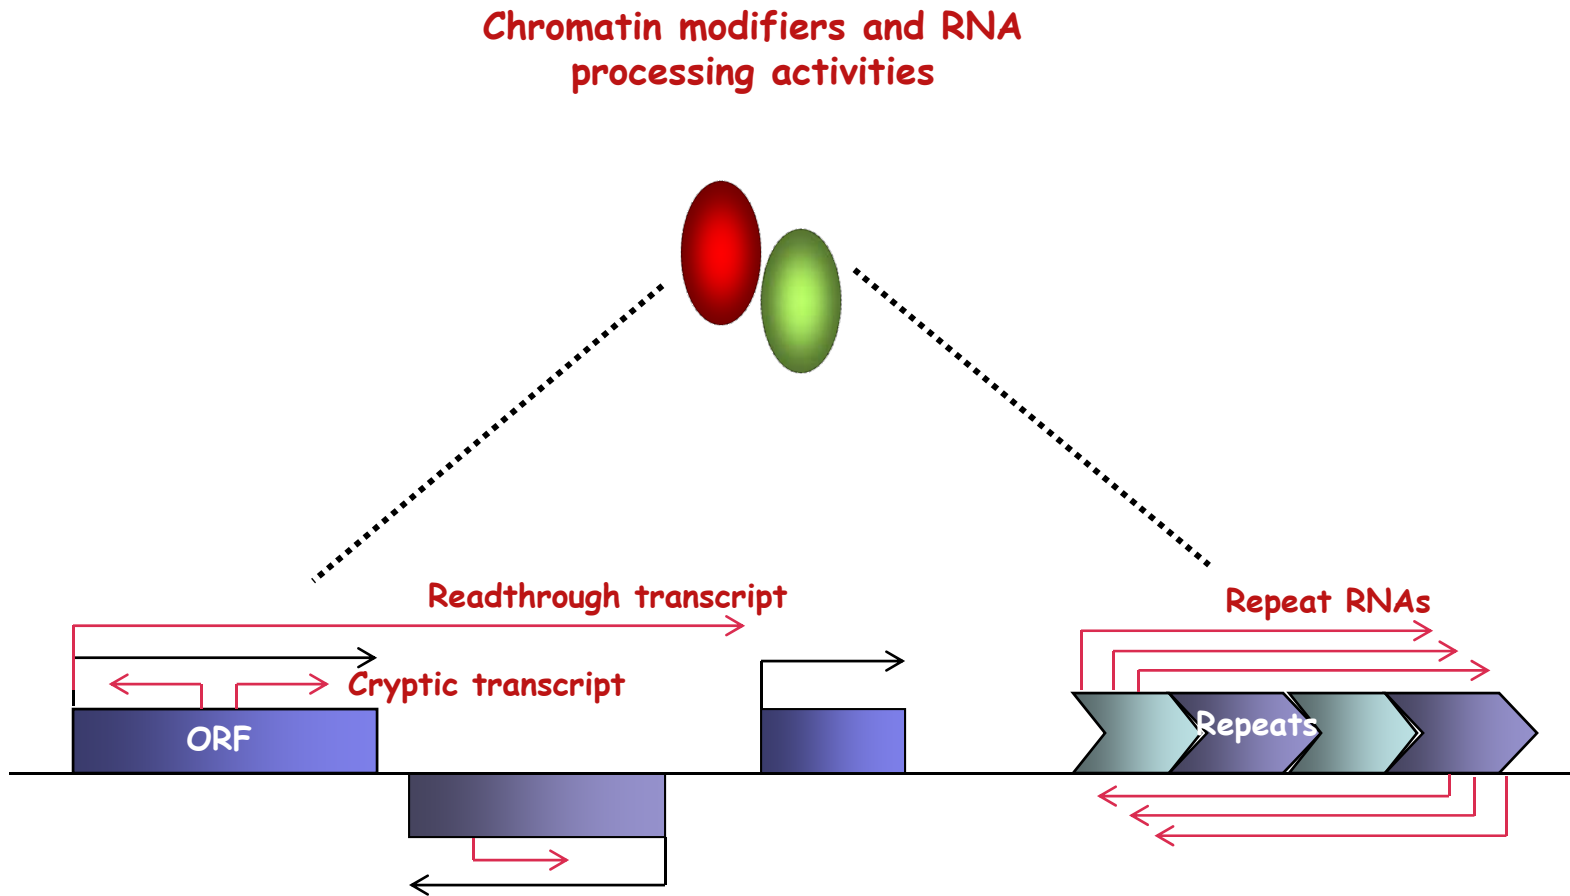 Chromatin modifiers and RNA
processing activities
Readthrough transcript
Repeat RNAs
Cryptic transcript
ORF
Repeats